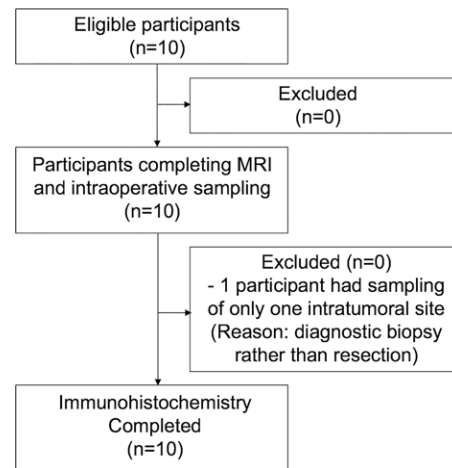 Eligible participants
(n=10)
Excluded
(n=0)
Participants completing MRI
and intraoperative sampling
(n=10)
Excluded (n=0)
- 1 participant had sampling
of only one intratumoral site
(Reason: diagnostic biopsy
rather than resection)
Immunohistochemistry
Completed
(n=10)